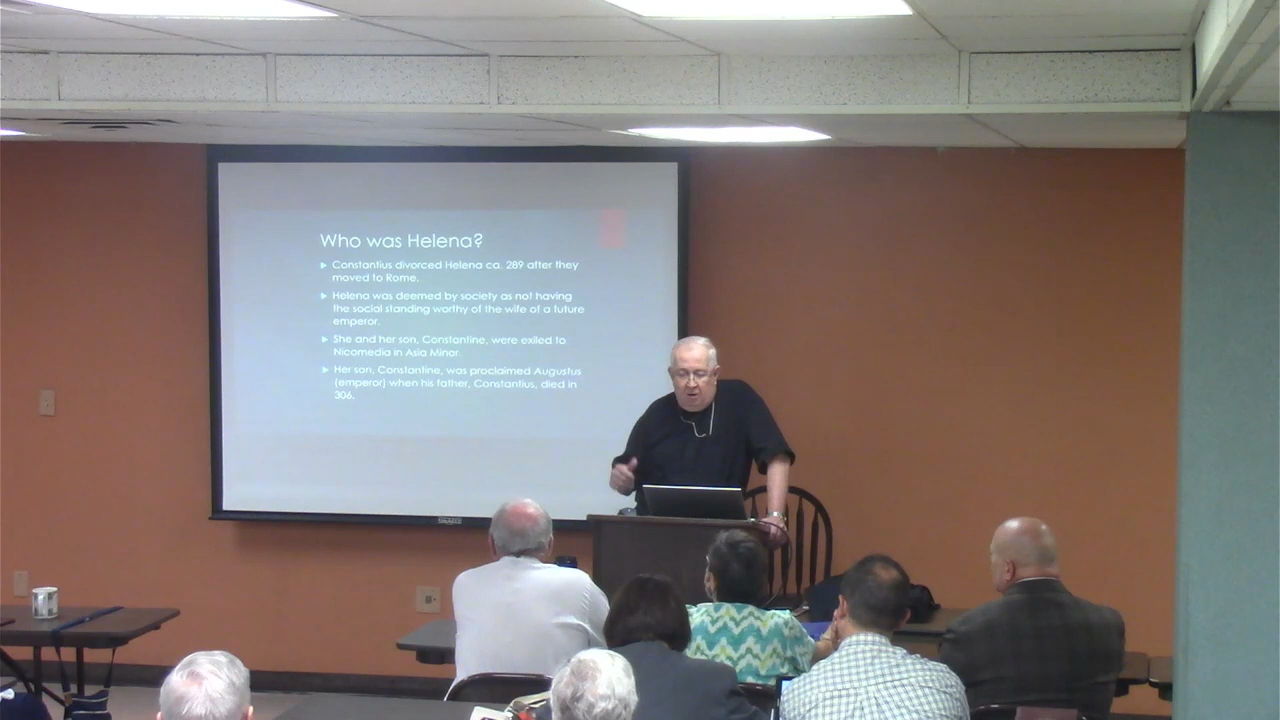 Who was Helena?
Constantius divorced Helena ca. 289 after they
moved to Rome.
Helena was deemed by society as not having
the social standing worthy of the wife of a future
emperor.
She and her son, Constantine, were exiled to
Nicomedia in Asia Minor.
Her son, Constantine, was proclaimed Augustus
(emperor) when his father, Constantius, died in
306.